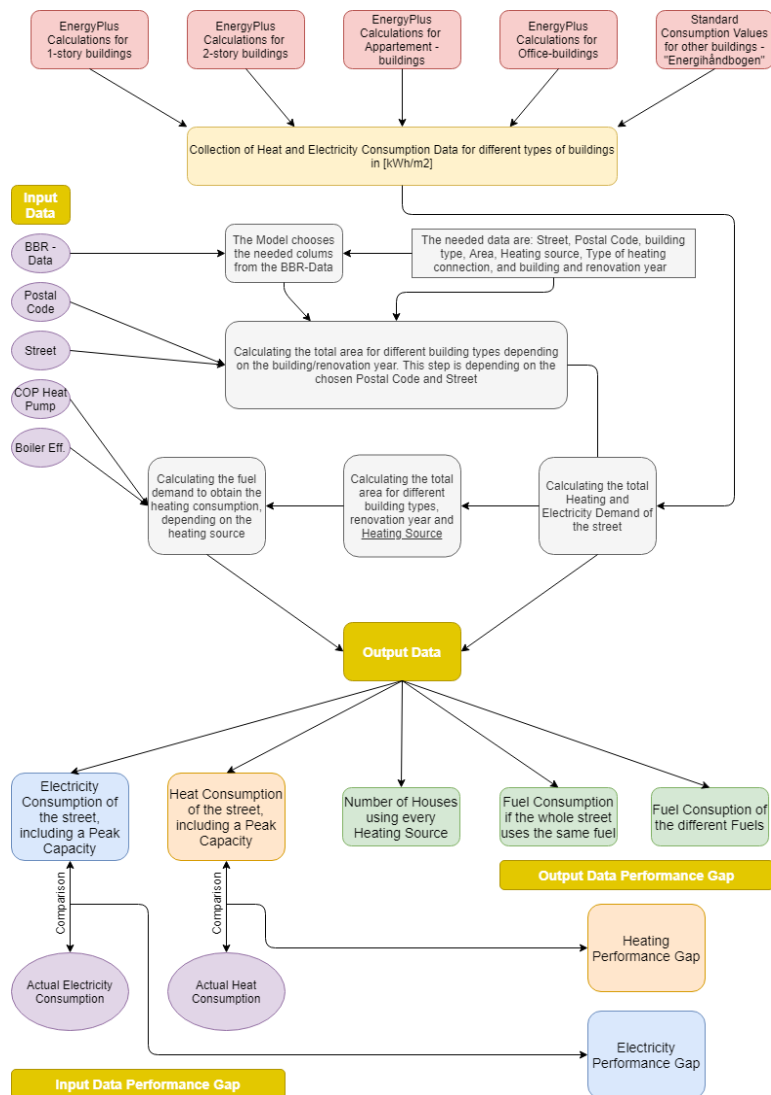 EnergyPlus
Calculations for
1-story buildings
EnergyPlus
Calculations for
2-story buildings
EnergyPlus
Calculations for
Appartement -
buildings
EnergyPlus
Calculations for
Office-buildings
Standard
Consumption Values
for other buildings -
"Energihåndbogen"
Collection of Heat and Electricity Consumption Data for different types of buildings
in [kWh/m2]
Input
Data
BBR -
Data
The Model chooses
the needed colums
from the BBR-Data
The needed data are: Street, Postal Code, building
type, Area, Heating source, Type of heating
connection, and building and renovation year
Postal
Code
Street
Calculating the total area for different building types depending
on the building/renovation year. This step is depending on the
chosen Postal Code and Street
COP Heat
Pump
Boiler Eff.
Calculating the fuel
demand to obtain the
heating consumption,
depending on the
heating source
Calculating the total
area for different
building types,
renovation year and
Heating Source
Calculating the total
Heating and
Electricity Demand of
the street
Output Data
Electricity
Consumption of
the street,
including a Peak
Capacity
Heat Consumption
of the street,
including a Peak
Capacity
Number of Houses
using every
Heating Source
Fuel Consumption
if the whole street
uses the same fuel
Fuel Consuption of
the different Fuels
Output Data Performance Gap
Comparison
Comparison
Heating
Performance Gap
Actual Electricity
Consumption
Actual Heat
Consumption
Electricity
Performance Gap
Input Data Performance Gap